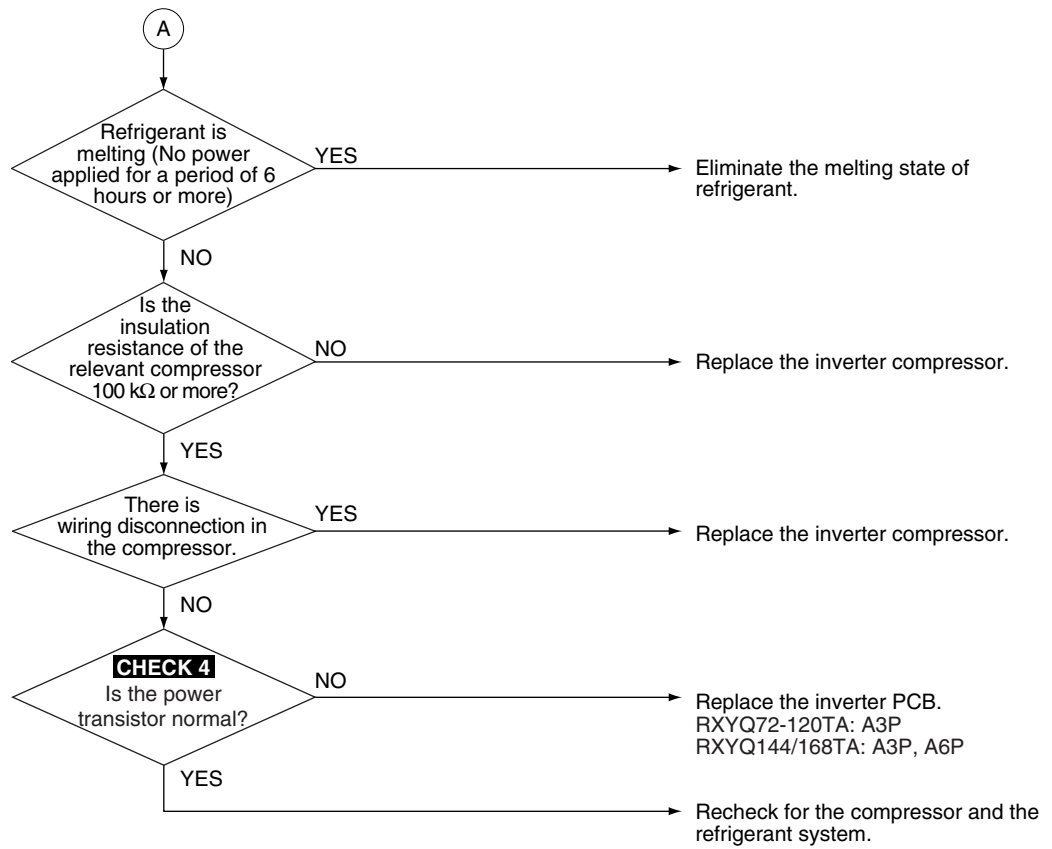 A
Refrigerant is
melting (No power
applied for a period of 6
hours or more)
YES
Eliminate the melting state of
refrigerant.
NO
Is the
insulation
resistance of the
relevant compressor
100 kΩ or more?
NO
Replace the inverter compressor.
YES
There is
wiring disconnection in
the compressor.
YES
Replace the inverter compressor.
NO
CHECK 4
Is the power
transistor normal?
NO
Replace the inverter PCB.
RXYQ72-120TA: A3P
RXYQ144/168TA: A3P, A6P
YES
Recheck for the compressor and the
refrigerant system.